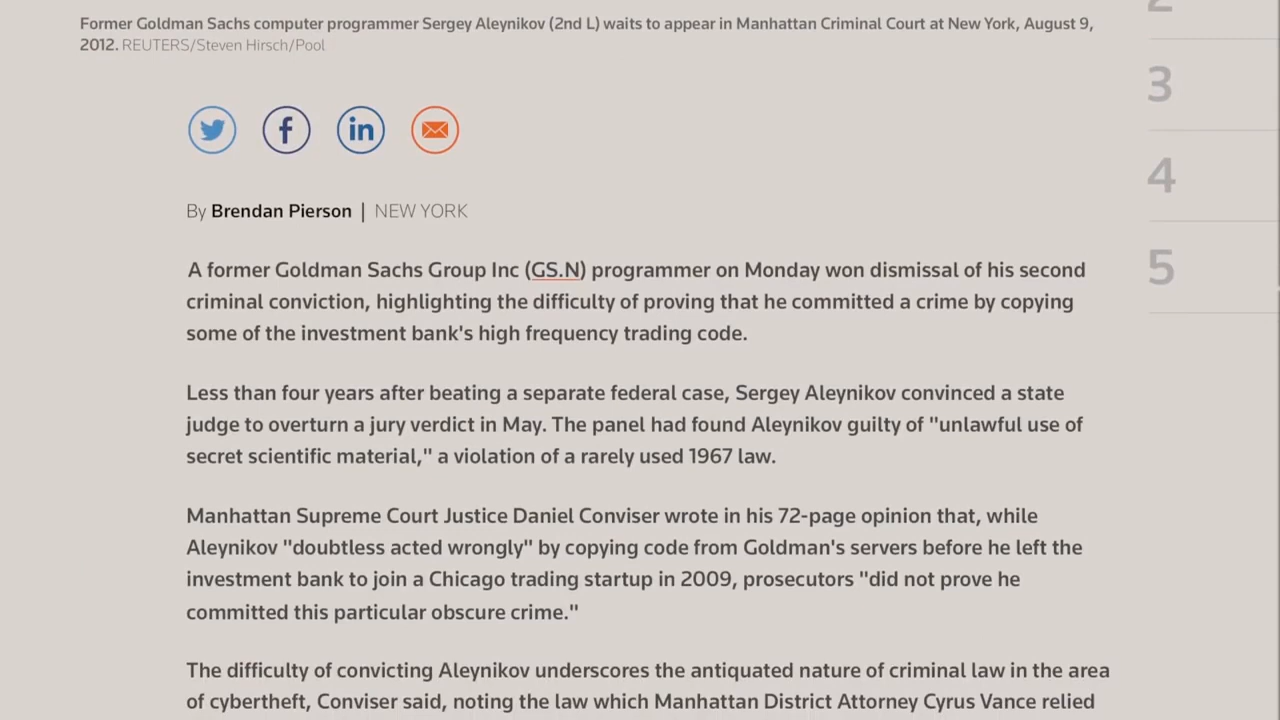 Former Goldman Sachs computer programmer Sergey Aleynikov (2nd L) waits to appear in Manhattan Criminal Court at New York, August 9,
2012. REUTERS/Steven Hirsch/Pool
By Brendan Pierson | NEW YORK
A former Goldman Sachs Group Inc (GS.N) programmer on Monday won dismissal of his second
criminal conviction, highlighting the difficulty of proving that he committed a crime by copying
some of the investment bank's high frequency trading code.
Less than four years after beating a separate federal case, Sergey Aleynikov convinced a state
judge to overturn a jury verdict in May. The panel had found Aleynikov guilty of "unlawful use of
secret scientific material," a violation of a rarely used 1967 law.
Manhattan Supreme Court Justice Daniel Conviser wrote in his 72-page opinion that, while
Aleynikov "doubtless acted wrongly" by copying code from Goldman's servers before he left the
investment bank to join a Chicago trading startup in 2009, prosecutors "did not prove he
committed this particular obscure crime."
The difficulty of convicting Aleynikov underscores the antiquated nature of criminal law in the area
of cybertheft, Conviser said, noting the law which Manhattan District Attorney Cyrus Vance relied
2
3
4
5